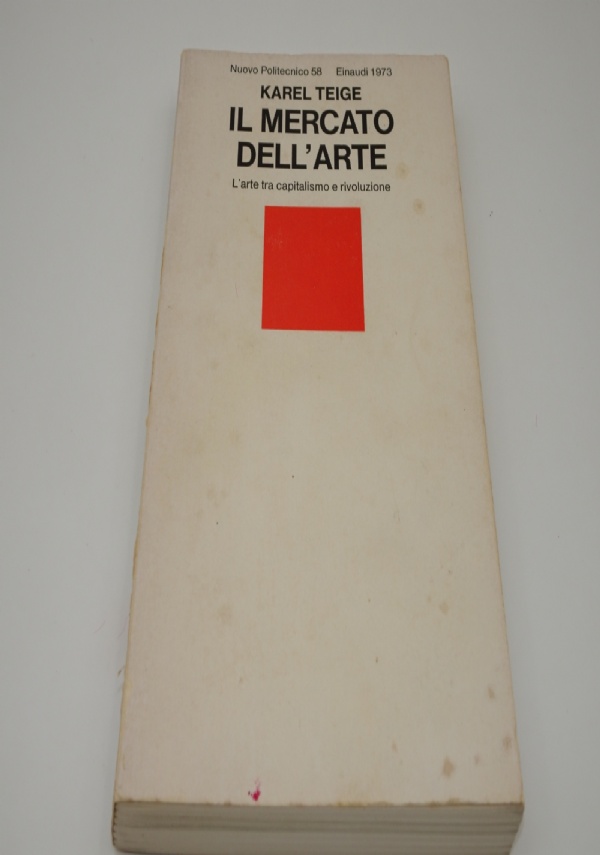 Nuovo Politecnico 58 Einaudi 1973
KAREL TEIGE
IL MERCATO
DELL'ARTE
L'arte tra capitalismo e rivoluzione